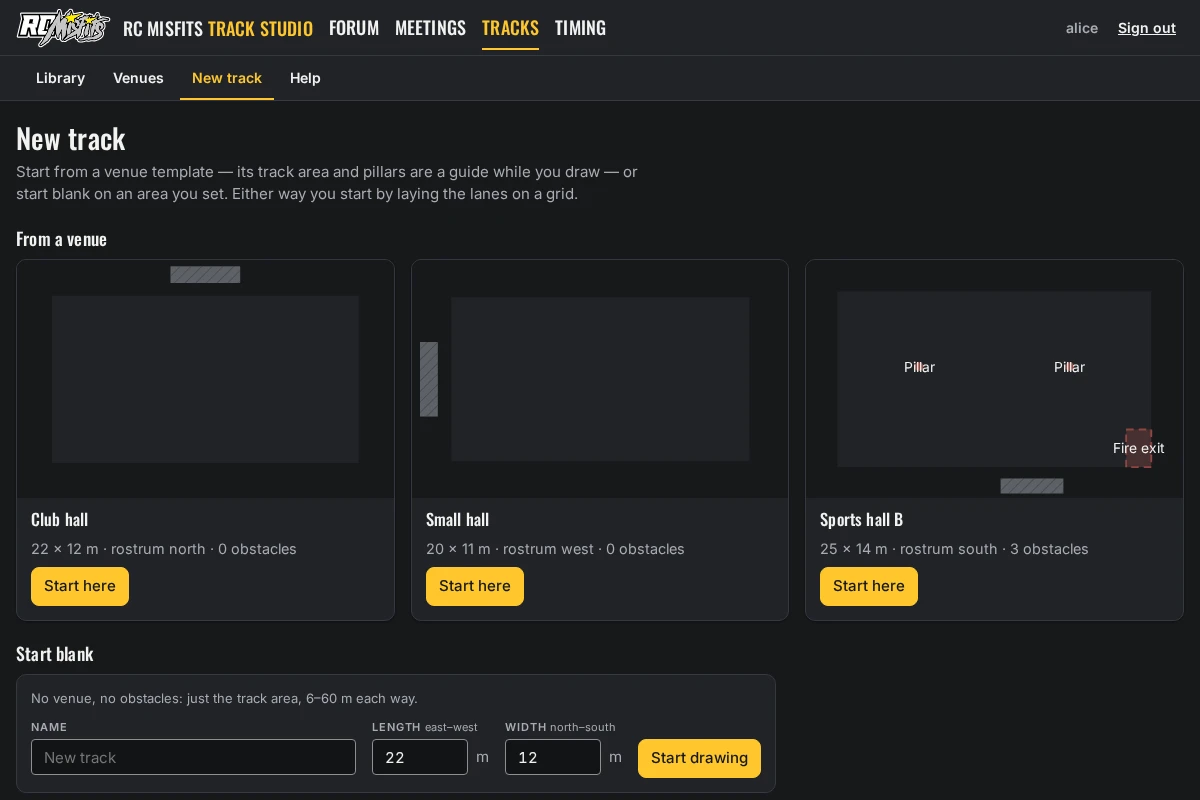 RC Misfits
RC MISFITS TRACK STUDIO FORUM MEETINGS TRACKS TIMING
alice Sign out
Library Venues New track Help
New track
Start from a venue template — its track area and pillars are a guide while you draw — or
start blank on an area you set. Either way you start by laying the lanes on a grid.
From a venue
Pillar Pillar
Fire exit
Club hall
22 × 12 m · rostrum north · 0 obstacles
Start here
Small hall
20 × 11 m · rostrum west · 0 obstacles
Start here
Sports hall B
25 × 14 m · rostrum south · 3 obstacles
Start here
Start blank
No venue, no obstacles: just the track area, 6–60 m each way.
NAME LENGTH east–west WIDTH north–south
New track 22 m 12 m Start drawing